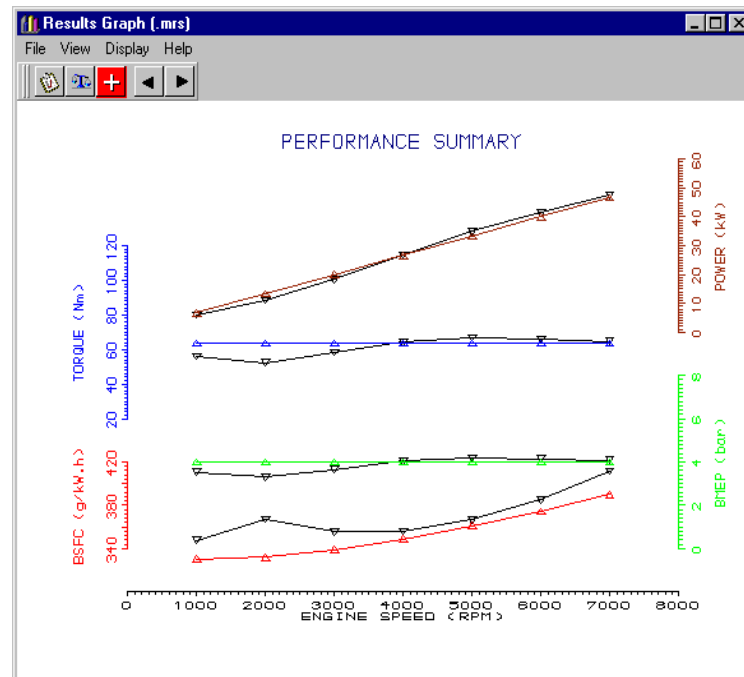 Results Graph (.mrs)
File View Display Help
PERFORMANCE SUMMARY
60
50
40
30
20
10
0
POWER (kW)
120
100
80
60
40
20
TORQUE (Nm)
8
6
4
2
0
BMEP (bar)
420
380
340
BSFC (g/kW.h)
0 1000 2000 3000 4000 5000 6000 7000 8000
ENGINE SPEED (RPM)